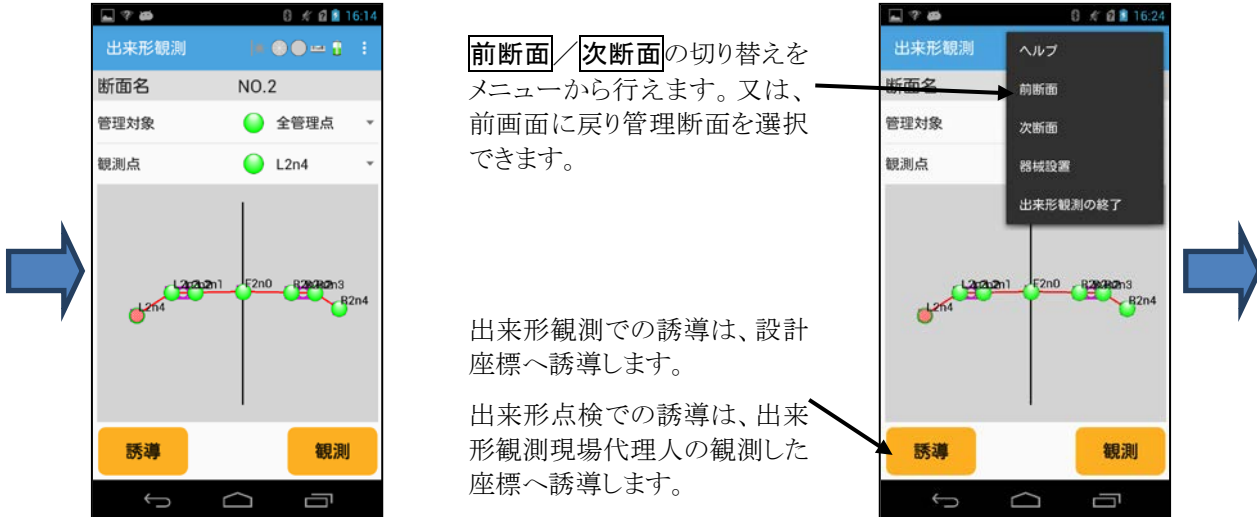 16:14
出来形観測
断面名 NO.2
管理対象 全管理点
観測点 L2n4
F2n0
L2n4
R2n4
誘導 観測
前断面／次断面の切り替えを
メニューから行えます。又は、
前画面に戻り管理断面を選択
できます。
出来形観測での誘導は、設計
座標へ誘導します。
出来形点検での誘導は、出来
形観測現場代理人の観測した
座標へ誘導します。
16:24
出来形観測
断面名
管理対象
観測点
ヘルプ
前断面
次断面
器械設置
出来形観測の終了
F2n0
L2n4
R2n4
誘導 観測